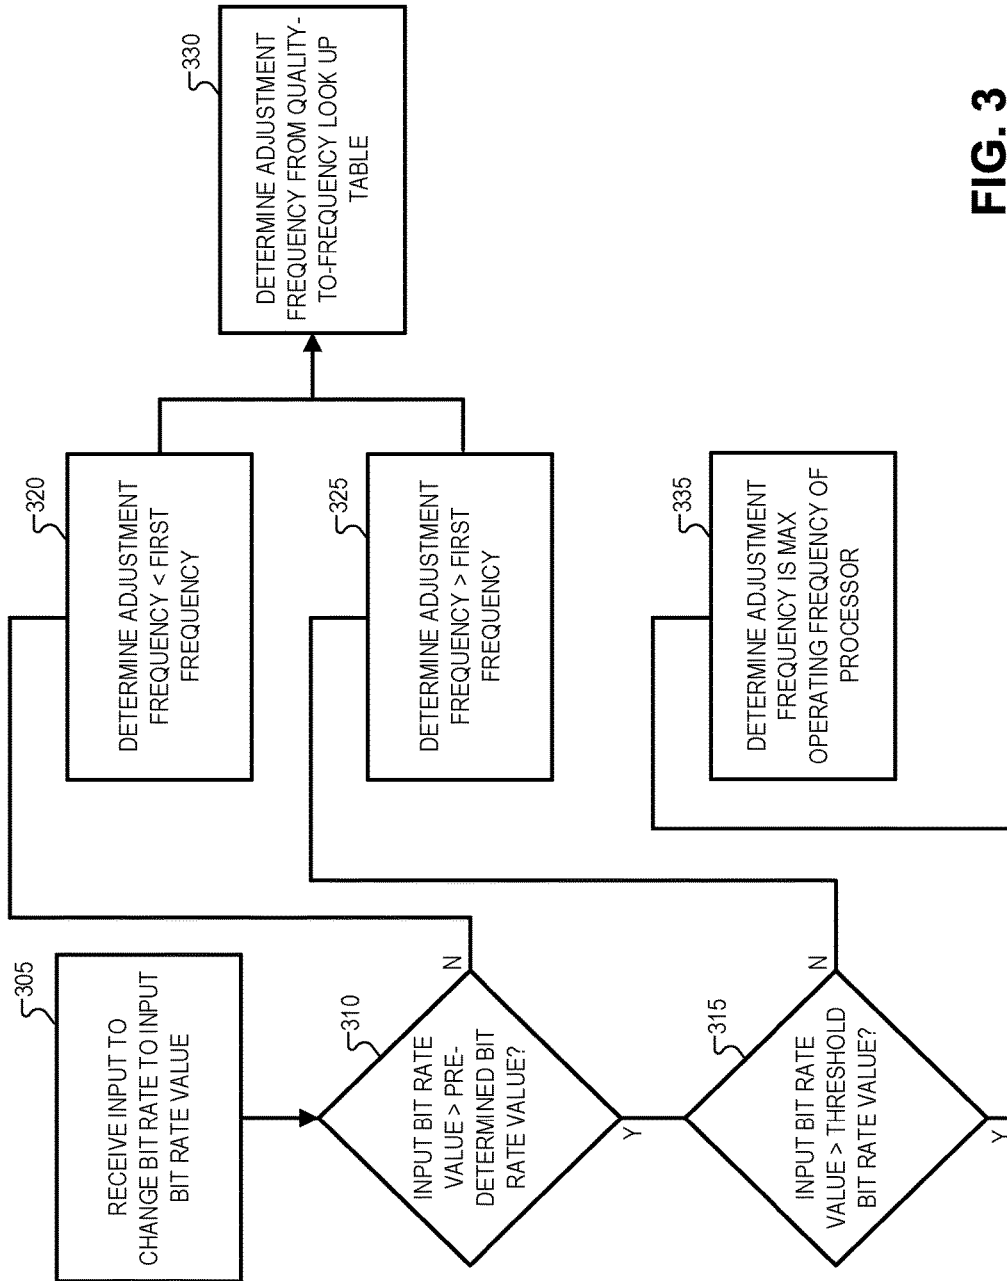 305
RECEIVE INPUT TO
CHANGE BIT RATE TO INPUT
BIT RATE VALUE
310
INPUT BIT RATE
VALUE > PRE-
DETERMINED BIT
RATE VALUE?
N
Y
315
INPUT BIT RATE
VALUE > THRESHOLD
BIT RATE VALUE?
N
Y
320
DETERMINE ADJUSTMENT
FREQUENCY < FIRST
FREQUENCY
325
DETERMINE ADJUSTMENT
FREQUENCY > FIRST
FREQUENCY
330
DETERMINE ADJUSTMENT
FREQUENCY FROM QUALITY-
TO-FREQUENCY LOOK UP
TABLE
335
DETERMINE ADJUSTMENT
FREQUENCY IS MAX
OPERATING FREQUENCY OF
PROCESSOR
FIG. 3